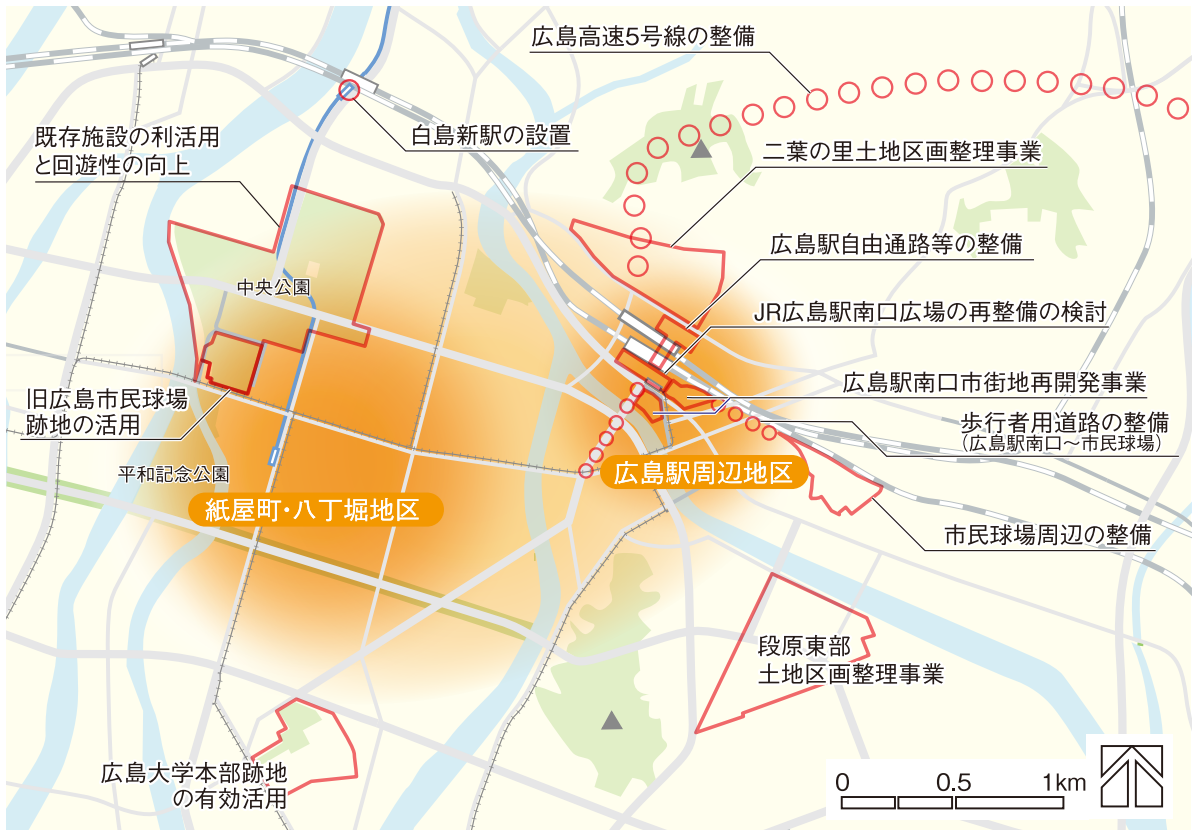 広島高速5号線の整備
白島新駅の設置
既存施設の利活用
と回遊性の向上
二葉の里土地区画整理事業
広島駅自由通路等の整備
中央公園
JR広島駅南口広場の再整備の検討
広島駅南口市街地再開発事業
旧広島市民球場
跡地の活用
歩行者用道路の整備
(広島駅南口~市民球場)
平和記念公園
広島駅周辺地区
紙屋町・八丁堀地区
市民球場周辺の整備
段原東部
土地区画整理事業
広島大学本部跡地
の有効活用
0 0.5 1km